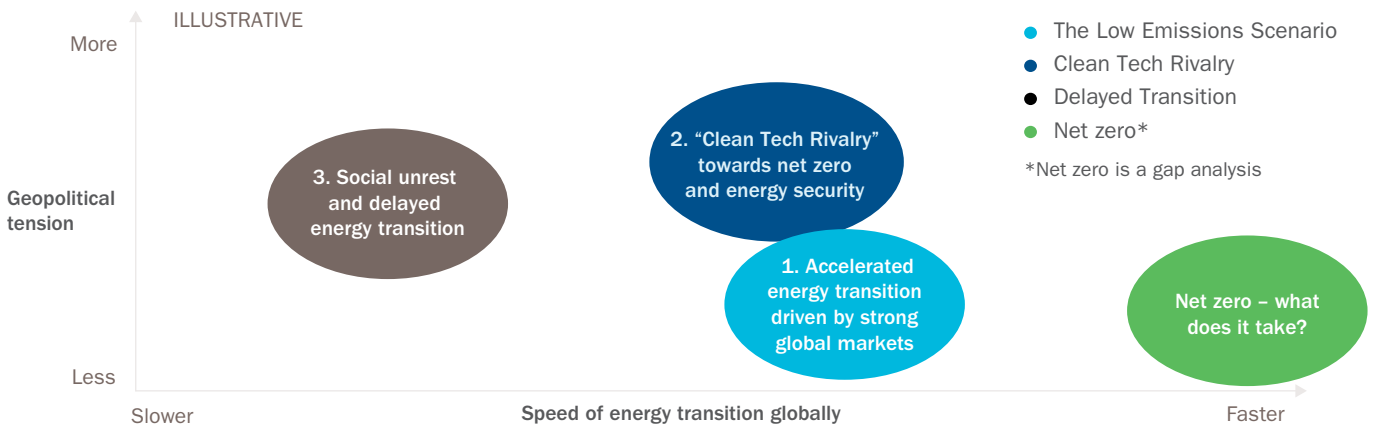 ILLUSTRATIVE
More
Geopolitical
tension
Less
Slower
Speed of energy transition globally
Faster
3. Social unrest
and delayed
energy transition
2. “Clean Tech Rivalry”
towards net zero
and energy security
1. Accelerated
energy transition
driven by strong
global markets
Net zero – what
does it take?
The Low Emissions Scenario
Clean Tech Rivalry
Delayed Transition
Net zero*
*Net zero is a gap analysis